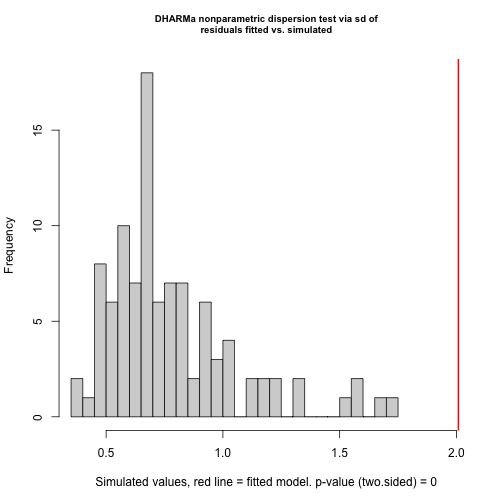 DHARMa nonparametric dispersion test via sd of
residuals fitted vs. simulated
Frequency
15
10
5
0
0.5 1.0 1.5 2.0
Simulated values, red line = fitted model. p-value (two.sided) = 0